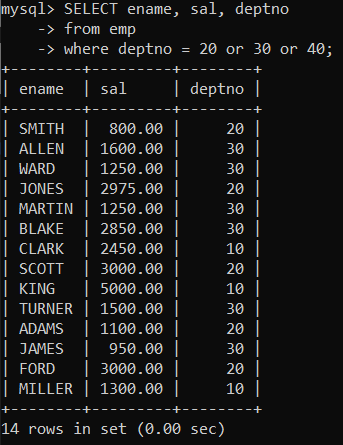 mysql> SELECT ename, sal, deptno
    -> from emp
    -> where deptno = 20 or 30 or 40;
+--------+---------+--------+
| ename  | sal     | deptno |
+--------+---------+--------+
| SMITH  |  800.00 |     20 |
| ALLEN  | 1600.00 |     30 |
| WARD   | 1250.00 |     30 |
| JONES  | 2975.00 |     20 |
| MARTIN | 1250.00 |     30 |
| BLAKE  | 2850.00 |     30 |
| CLARK  | 2450.00 |     10 |
| SCOTT  | 3000.00 |     20 |
| KING   | 5000.00 |     10 |
| TURNER | 1500.00 |     30 |
| ADAMS  | 1100.00 |     20 |
| JAMES  |  950.00 |     30 |
| FORD   | 3000.00 |     20 |
| MILLER | 1300.00 |     10 |
+--------+---------+--------+
14 rows in set (0.00 sec)